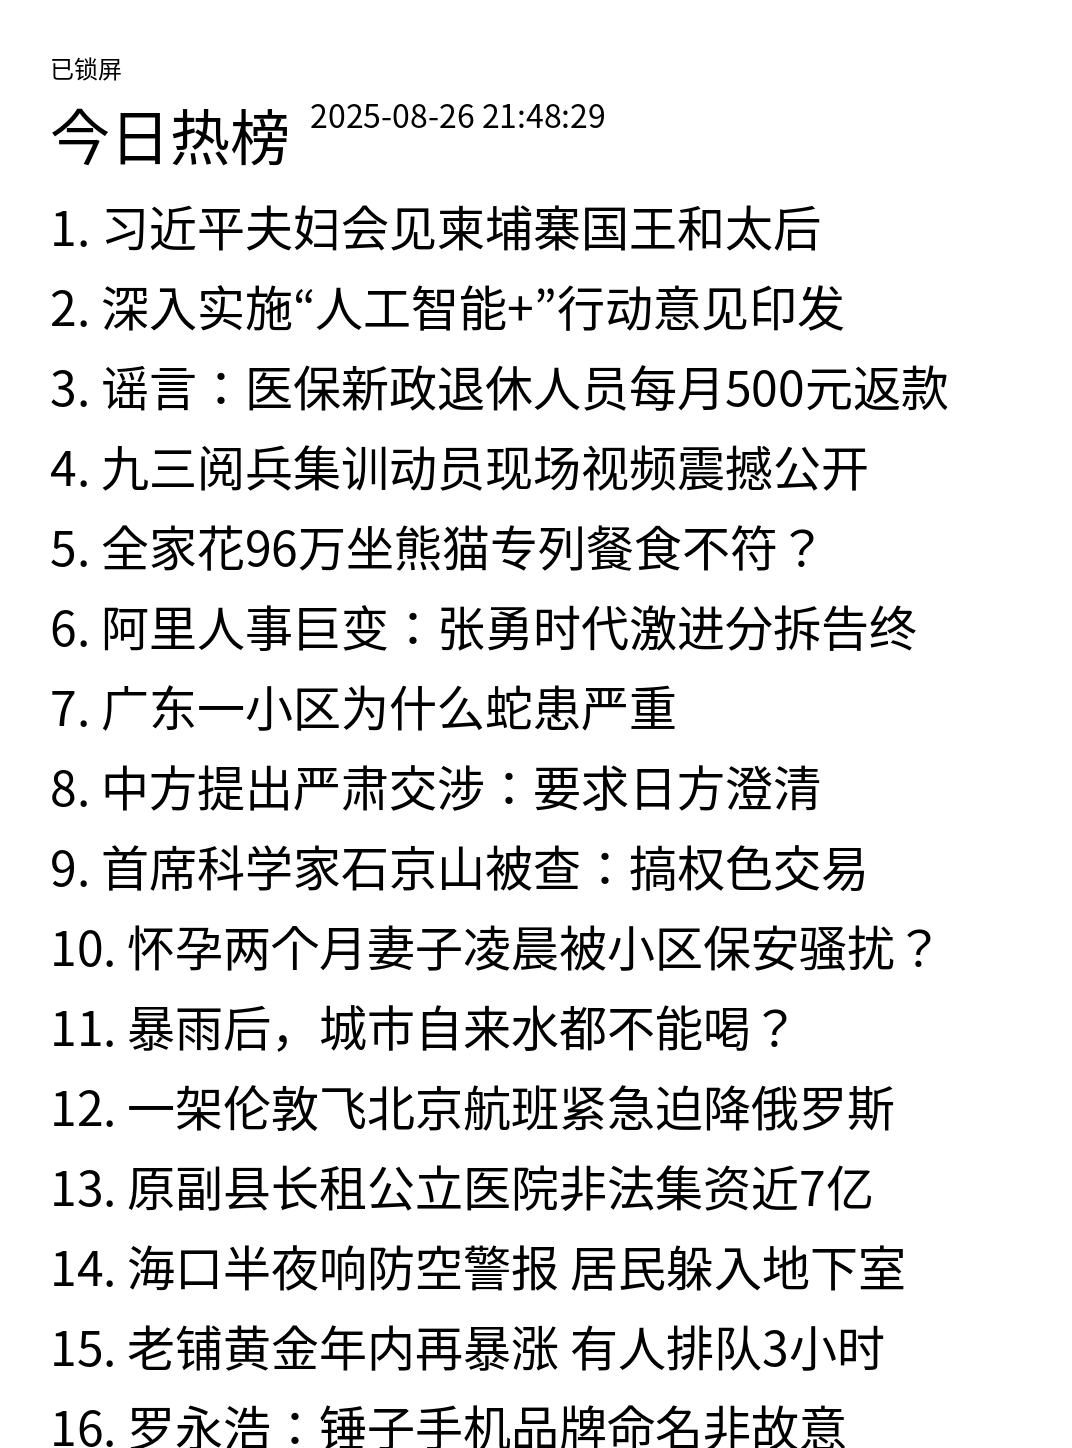 已锁屏
今日热榜 2025-08-26 21:48:29
1. 习近平夫妇会见柬埔寨国王和太后
2. 深入实施“人工智能+”行动意见印发
3. 谣言：医保新政退休人员每月500元返款
4. 九三阅兵集训动员现场视频震撼公开
5. 全家花96万坐熊猫专列餐食不符？
6. 阿里人事巨变：张勇时代激进分拆告终
7. 广东一小区为什么蛇患严重
8. 中方提出严肃交涉：要求日方澄清
9. 首席科学家石京山被查：搞权色交易
10. 怀孕两个月妻子凌晨被小区保安骚扰？
11. 暴雨后，城市自来水都不能喝？
12. 一架伦敦飞北京航班紧急迫降俄罗斯
13. 原副县长租公立医院非法集资近7亿
14. 海口半夜响防空警报 居民躲入地下室
15. 老铺黄金年内再暴涨 有人排队3小时
16. 罗永浩：锤子手机品牌命名非故意